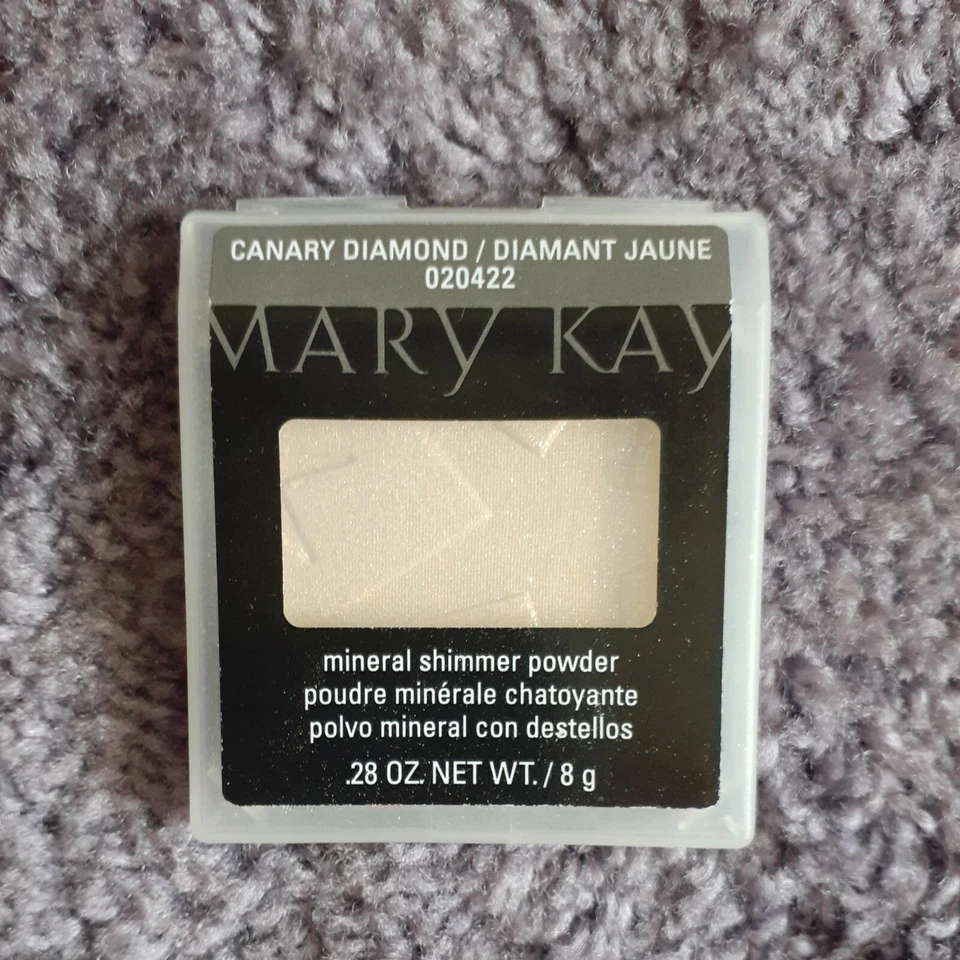 CANARY DIAMOND / DIAMANT JAUNE
020422
MARY KAY
mineral shimmer powder
poudre minérale chatoyante
polvo mineral con destellos
.28 OZ. NET WT. / 8 g